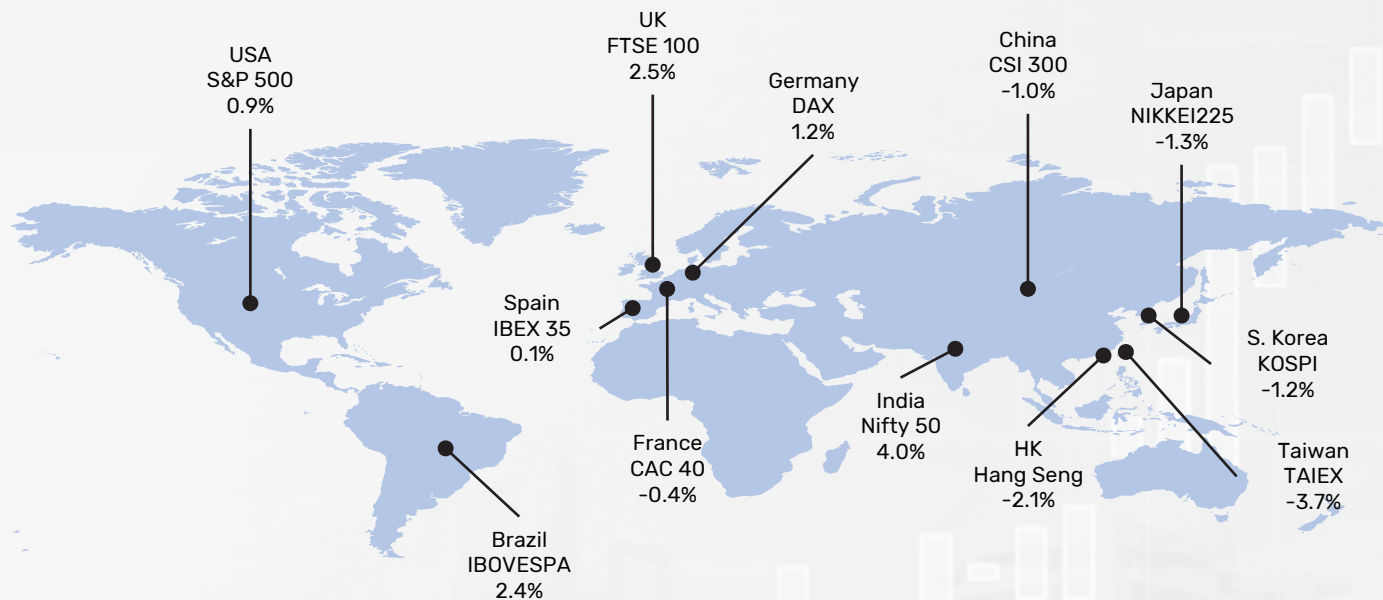 USA
S&P 500
0.9%
UK
FTSE 100
2.5%
Germany
DAX
1.2%
China
CSI 300
-1.0%
Japan
NIKKEI225
-1.3%
Spain
IBEX 35
0.1%
France
CAC 40
-0.4%
India
Nifty 50
4.0%
HK
Hang Seng
-2.1%
S. Korea
KOSPI
-1.2%
Taiwan
TAIEX
-3.7%
Brazil
IBOVESPA
2.4%